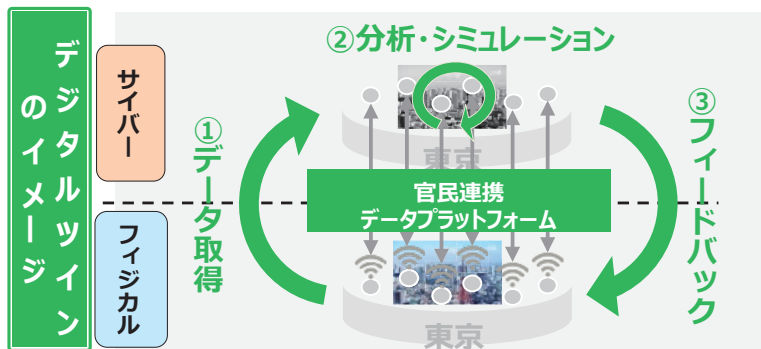 デジタルツイン
のイメージ
サイバー
フィジカル
①データ取得
②分析・シミュレーション
③フィードバック
東京
官民連携
データプラットフォーム
東京